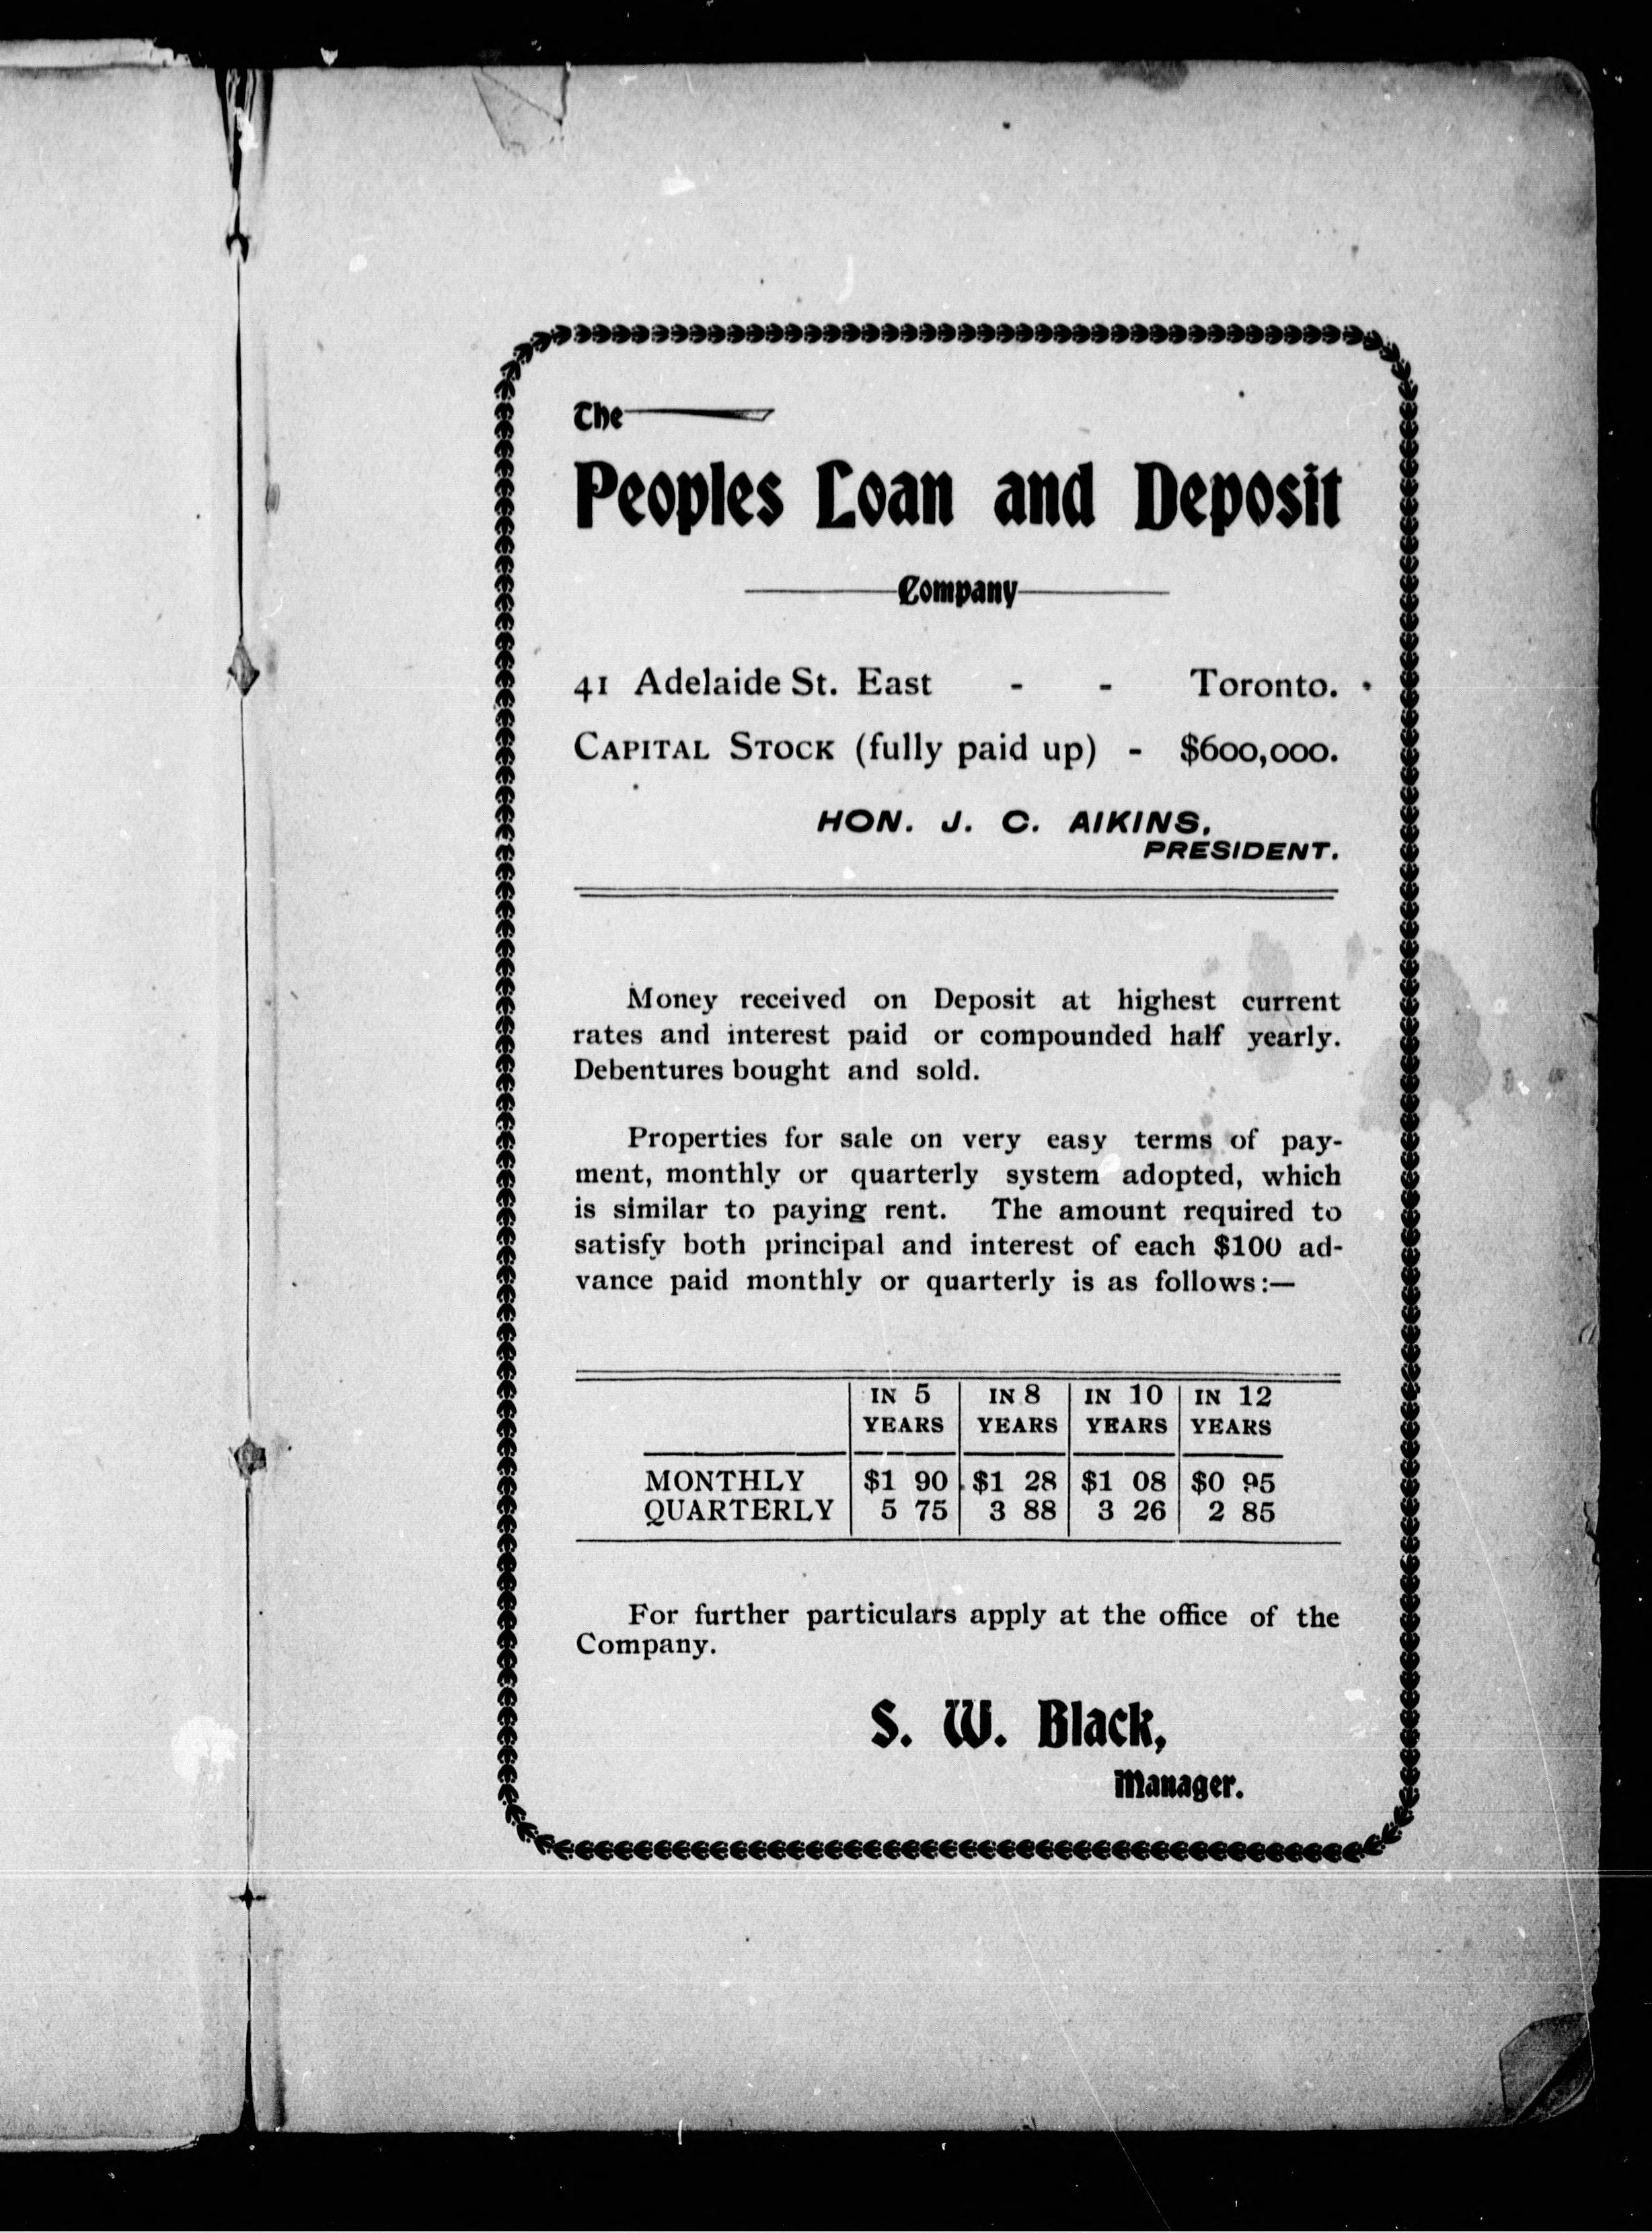 The
Peoples Loan and Deposit
Company
41 Adelaide St. East - - Toronto.
CAPITAL STOCK (fully paid up) - $600,000.
HON. J. C. AIKINS,
PRESIDENT.
Money received on Deposit at highest current
rates and interest paid or compounded half yearly.
Debentures bought and sold.
Properties for sale on very easy terms of pay-
ment, monthly or quarterly system adopted, which
is similar to paying rent. The amount required to
satisfy both principal and interest of each $100 ad-
vance paid monthly or quarterly is as follows:—
IN 5 IN 8 IN 10 IN 12
YEARS YEARS YEARS YEARS
MONTHLY $1 90 $1 28 $1 08 $0 95
QUARTERLY 5 75 3 88 3 26 2 85
For further particulars apply at the office of the
Company.
S. W. Black,
Manager.